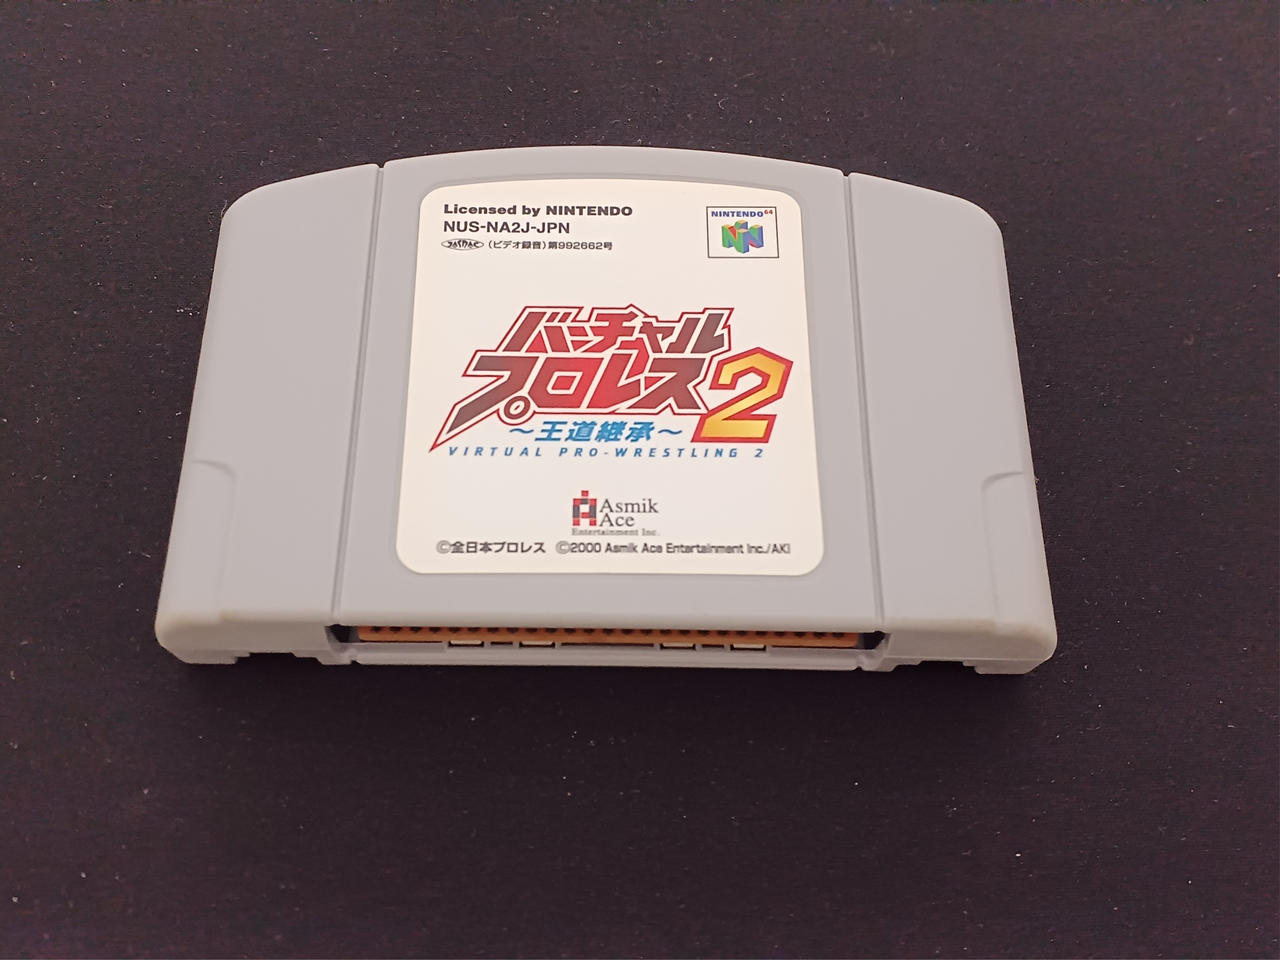 Licensed by NINTENDO
NUS-NA2J-JPN
(ビデオ録音)第992662号
NINTENDO 64
バーチャル
プロレス2
~王道継承~
VIRTUAL PRO-WRESTLING 2
Asmik
Ace
Entertainment Inc.
©全日本プロレス ©2000 Asmik Ace Entertainment Inc./AKI